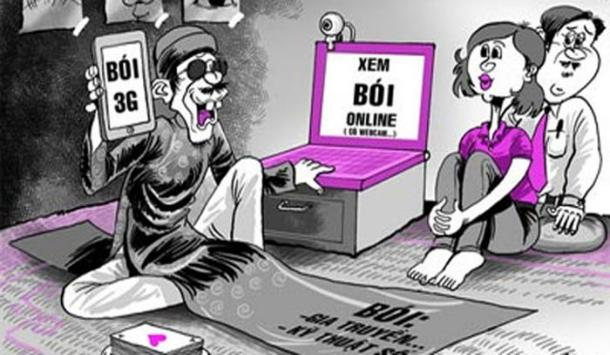 BÓI
3G
XEM
BÓI
ONLINE
( CÓ WEBCAM...)
BÓI:
-GIA TRUYỀN..
- KỸ THUẬT